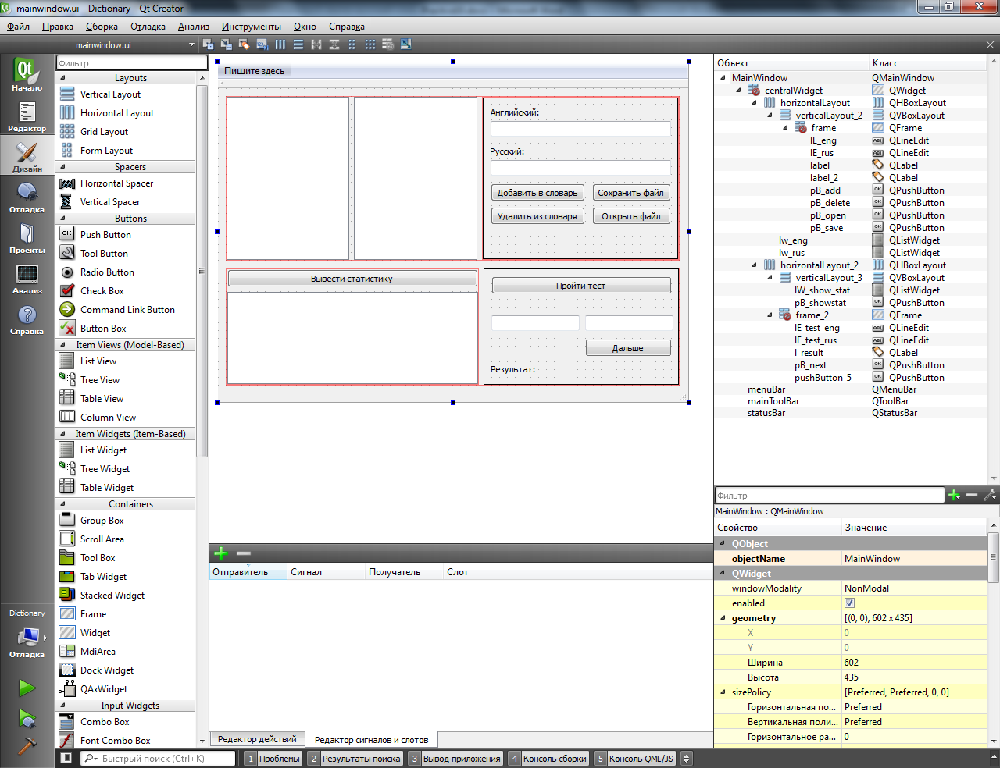 mainwindow.ui - Dictionary - Qt Creator
Файл Правка Сборка Отладка Анализ Инструменты Окно Справка
mainwindow.ui
Начало
Редактор
Дизайн
Отладка
Проекты
Анализ
Справка
Dictionary
Отладка
Фильтр
Layouts
Vertical Layout
Horizontal Layout
Grid Layout
Form Layout
Spacers
Horizontal Spacer
Vertical Spacer
Buttons
Push Button
Tool Button
Radio Button
Check Box
Command Link Button
Button Box
Item Views (Model-Based)
List View
Tree View
Table View
Column View
Item Widgets (Item-Based)
List Widget
Tree Widget
Table Widget
Containers
Group Box
Scroll Area
Tool Box
Tab Widget
Stacked Widget
Frame
Widget
MdiArea
Dock Widget
QAxWidget
Input Widgets
Combo Box
Font Combo Box
Пишите здесь
Английский:
Русский:
Добавить в словарь Сохранить файл
Удалить из словаря Открыть файл
Вывести статистику
Пройти тест
Дальше
Результат:
Отправитель Сигнал Получатель Слот
Редактор действий Редактор сигналов и слотов
Объект Класс
MainWindow QMainWindow
centralWidget QWidget
horizontalLayout QHBoxLayout
verticalLayout_2 QVBoxLayout
frame QFrame
lE_eng QLineEdit
lE_rus QLineEdit
label QLabel
label_2 QLabel
pB_add QPushButton
pB_delete QPushButton
pB_open QPushButton
pB_save QPushButton
lw_eng QListWidget
lw_rus QListWidget
horizontalLayout_2 QHBoxLayout
verticalLayout_3 QVBoxLayout
lW_show_stat QListWidget
pB_showstat QPushButton
frame_2 QFrame
lE_test_eng QLineEdit
lE_test_rus QLineEdit
l_result QLabel
pB_next QPushButton
pushButton_5 QPushButton
menuBar QMenuBar
mainToolBar QToolBar
statusBar QStatusBar
Фильтр
MainWindow : QMainWindow
Свойство Значение
QObject
objectName MainWindow
QWidget
windowModality NonModal
enabled
geometry [(0, 0), 602 x 435]
X 0
Y 0
Ширина 602
Высота 435
sizePolicy [Preferred, Preferred, 0, 0]
Горизонтальная по... Preferred
Вертикальная поли... Preferred
Горизонтальное ра... 0
Быстрый поиск (Ctrl+K) 1 Проблемы 2 Результаты поиска 3 Вывод приложения 4 Консоль сборки 5 Консоль QML/JS